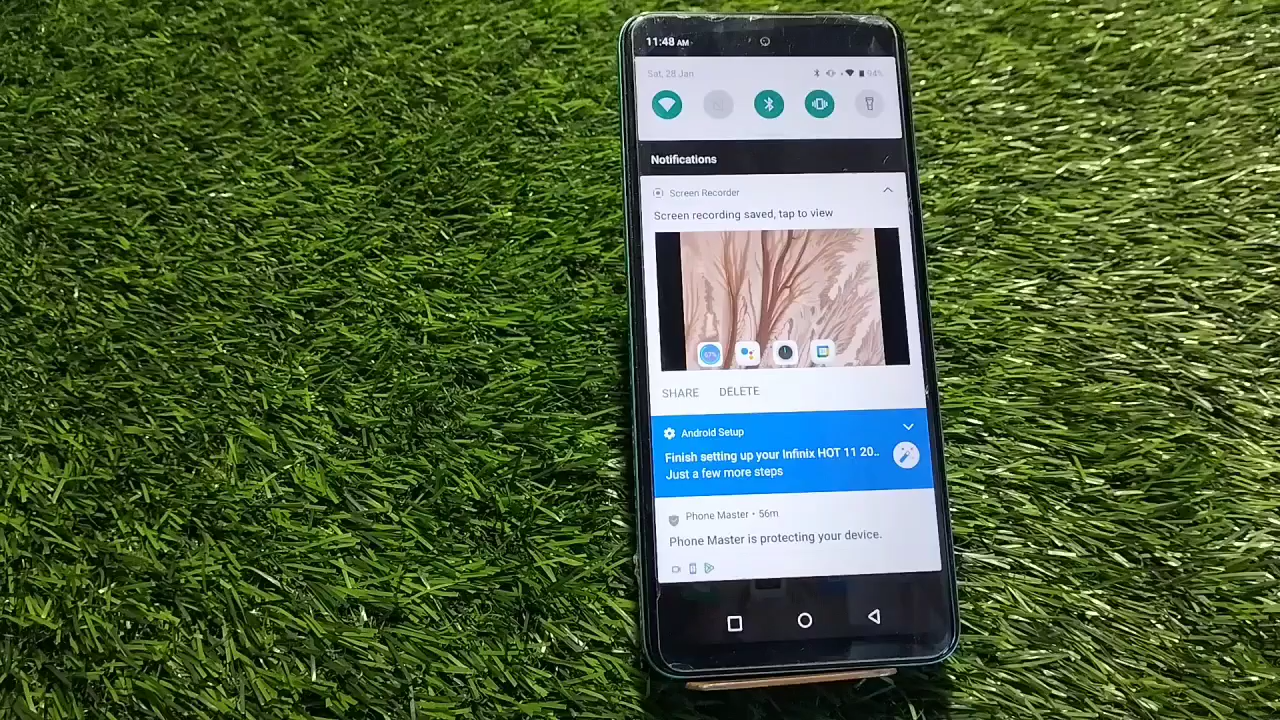 11:48 AM
Sat, 28 Jan
94%
Notifications
Screen Recorder
Screen recording saved, tap to view
67%
SHARE DELETE
Android Setup
Finish setting up your Infinix HOT 11 20..
Just a few more steps
Phone Master • 56m
Phone Master is protecting your device.